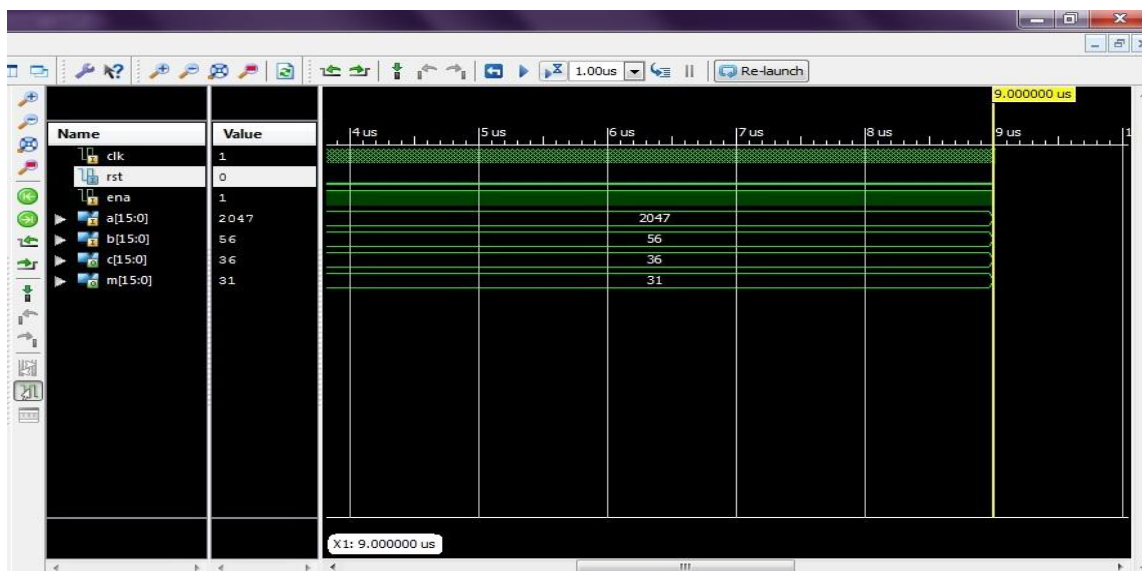 1.00us
Re-launch
9.000000 us
Name Value
4 us 5 us 6 us 7 us 8 us 9 us 1
clk 1
rst 0
ena 1
a[15:0] 2047 2047
b[15:0] 56 56
c[15:0] 36 36
m[15:0] 31 31
X1: 9.000000 us